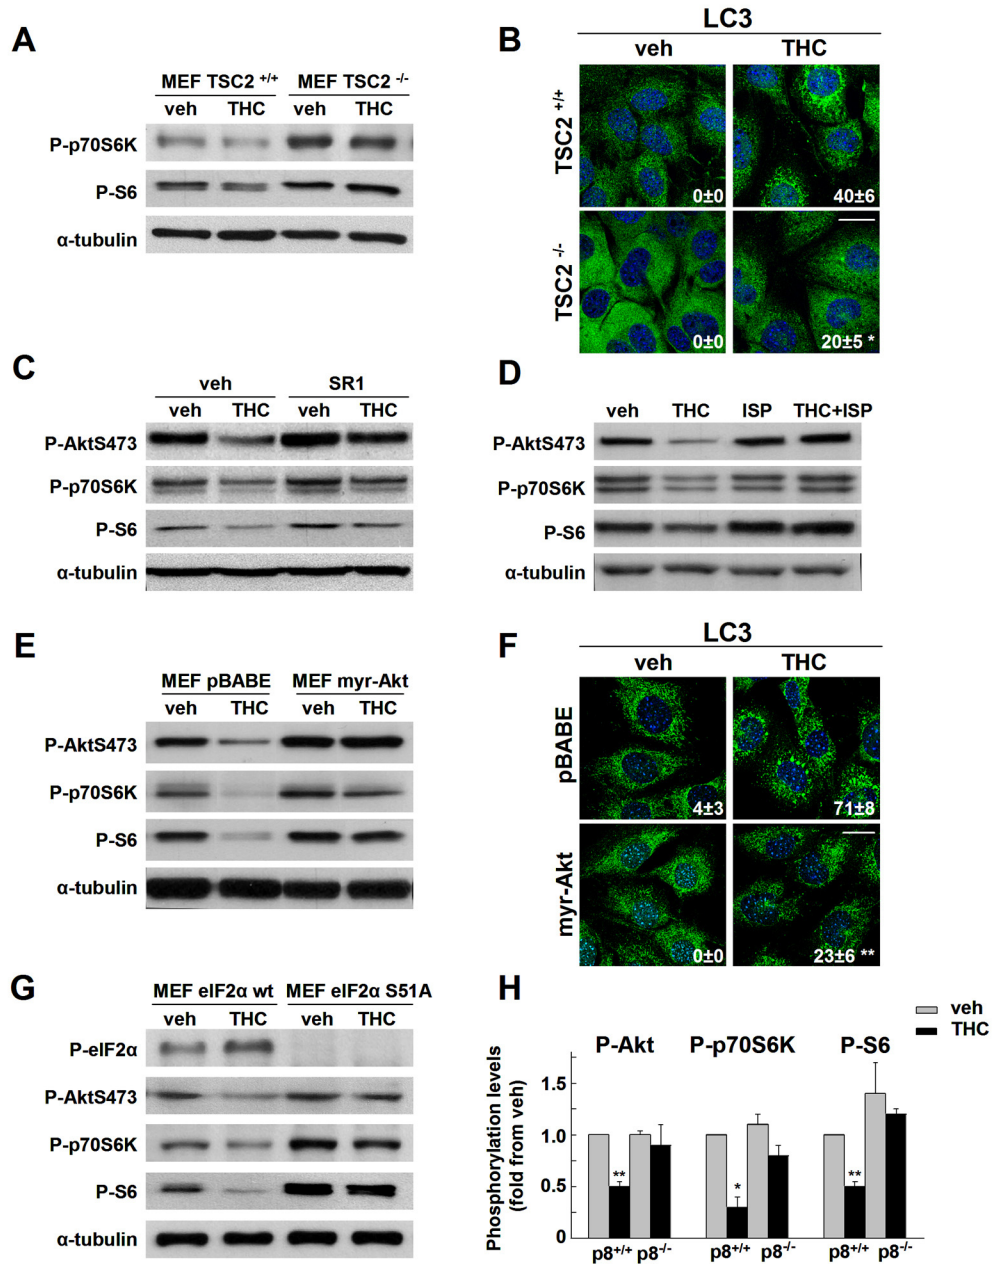 A
MEF TSC2 +/+ MEF TSC2 -/-
veh THC veh THC
P-p70S6K
P-S6
α-tubulin
B
LC3
veh THC
TSC2 +/+
0±0 40±6
TSC2 -/-
0±0 20±5 *
C
veh SR1
veh THC veh THC
P-AktS473
P-p70S6K
P-S6
α-tubulin
D
veh THC ISP THC+ISP
P-AktS473
P-p70S6K
P-S6
α-tubulin
E
MEF pBABE MEF myr-Akt
veh THC veh THC
P-AktS473
P-p70S6K
P-S6
α-tubulin
F
LC3
veh THC
pBABE
4±3 71±8
myr-Akt
0±0 23±6 **
G
MEF eIF2α wt MEF eIF2α S51A
veh THC veh THC
P-eIF2α
P-AktS473
P-p70S6K
P-S6
α-tubulin
H
veh
THC
P-Akt P-p70S6K P-S6
Phosphorylation levels
(fold from veh)
1.5
1.0
0.5
0
** * **
p8+/+ p8-/- p8+/+ p8-/- p8+/+ p8-/-